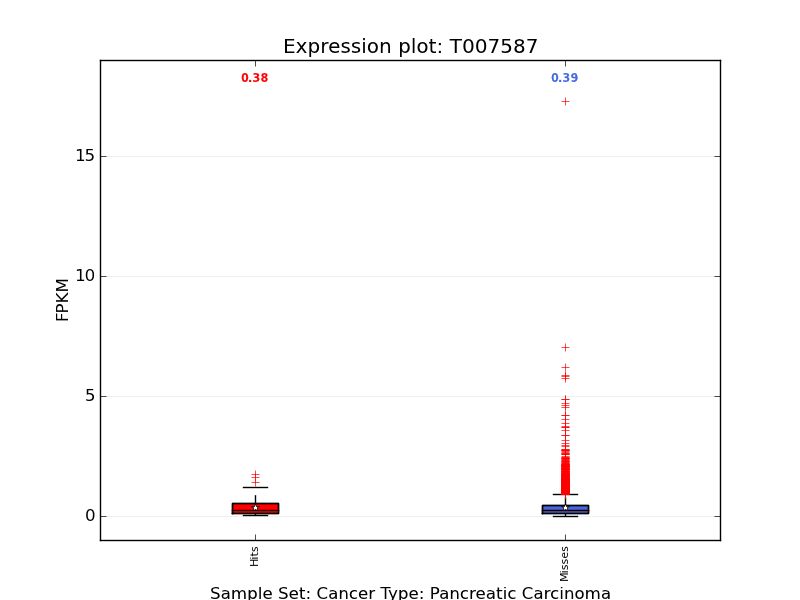 Expression plot: T007587
0.38
0.39
15
10
5
0
FPKM
Hits
Misses
Sample Set: Cancer Type: Pancreatic Carcinoma